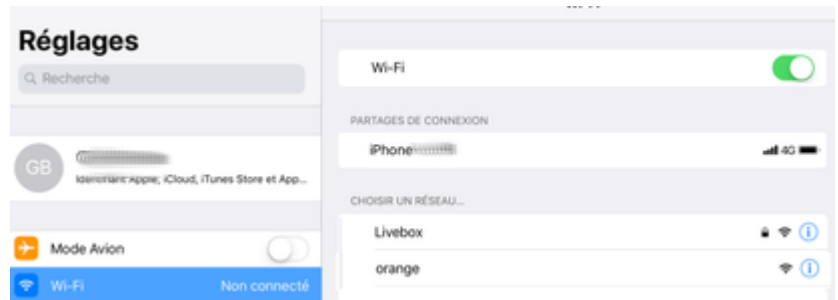 Réglages
Recherche
GB
Identifiant Apple, iCloud, iTunes Store et App...
Mode Avion
Wi-Fi
Non connecté
Wi-Fi
PARTAGES DE CONNEXION
iPhone
4G
CHOISIR UN RÉSEAU...
Livebox
orange